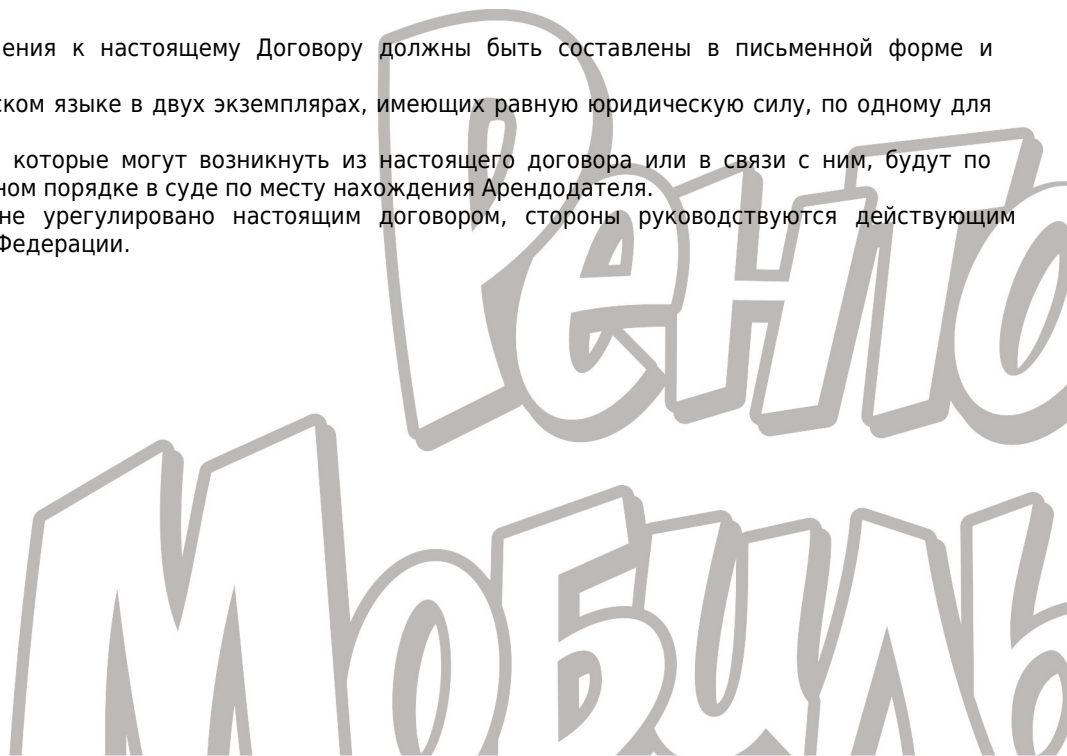 ения к настоящему Договору должны быть составлены в письменной форме и
ском языке в двух экземплярах, имеющих равную юридическую силу, по одному для
которые могут возникнуть из настоящего договора или в связи с ним, будут по
ном порядке в суде по месту нахождения Арендодателя.
не урегулировано настоящим договором, стороны руководствуются действующим
Федерации.
Ренто
Мобиль